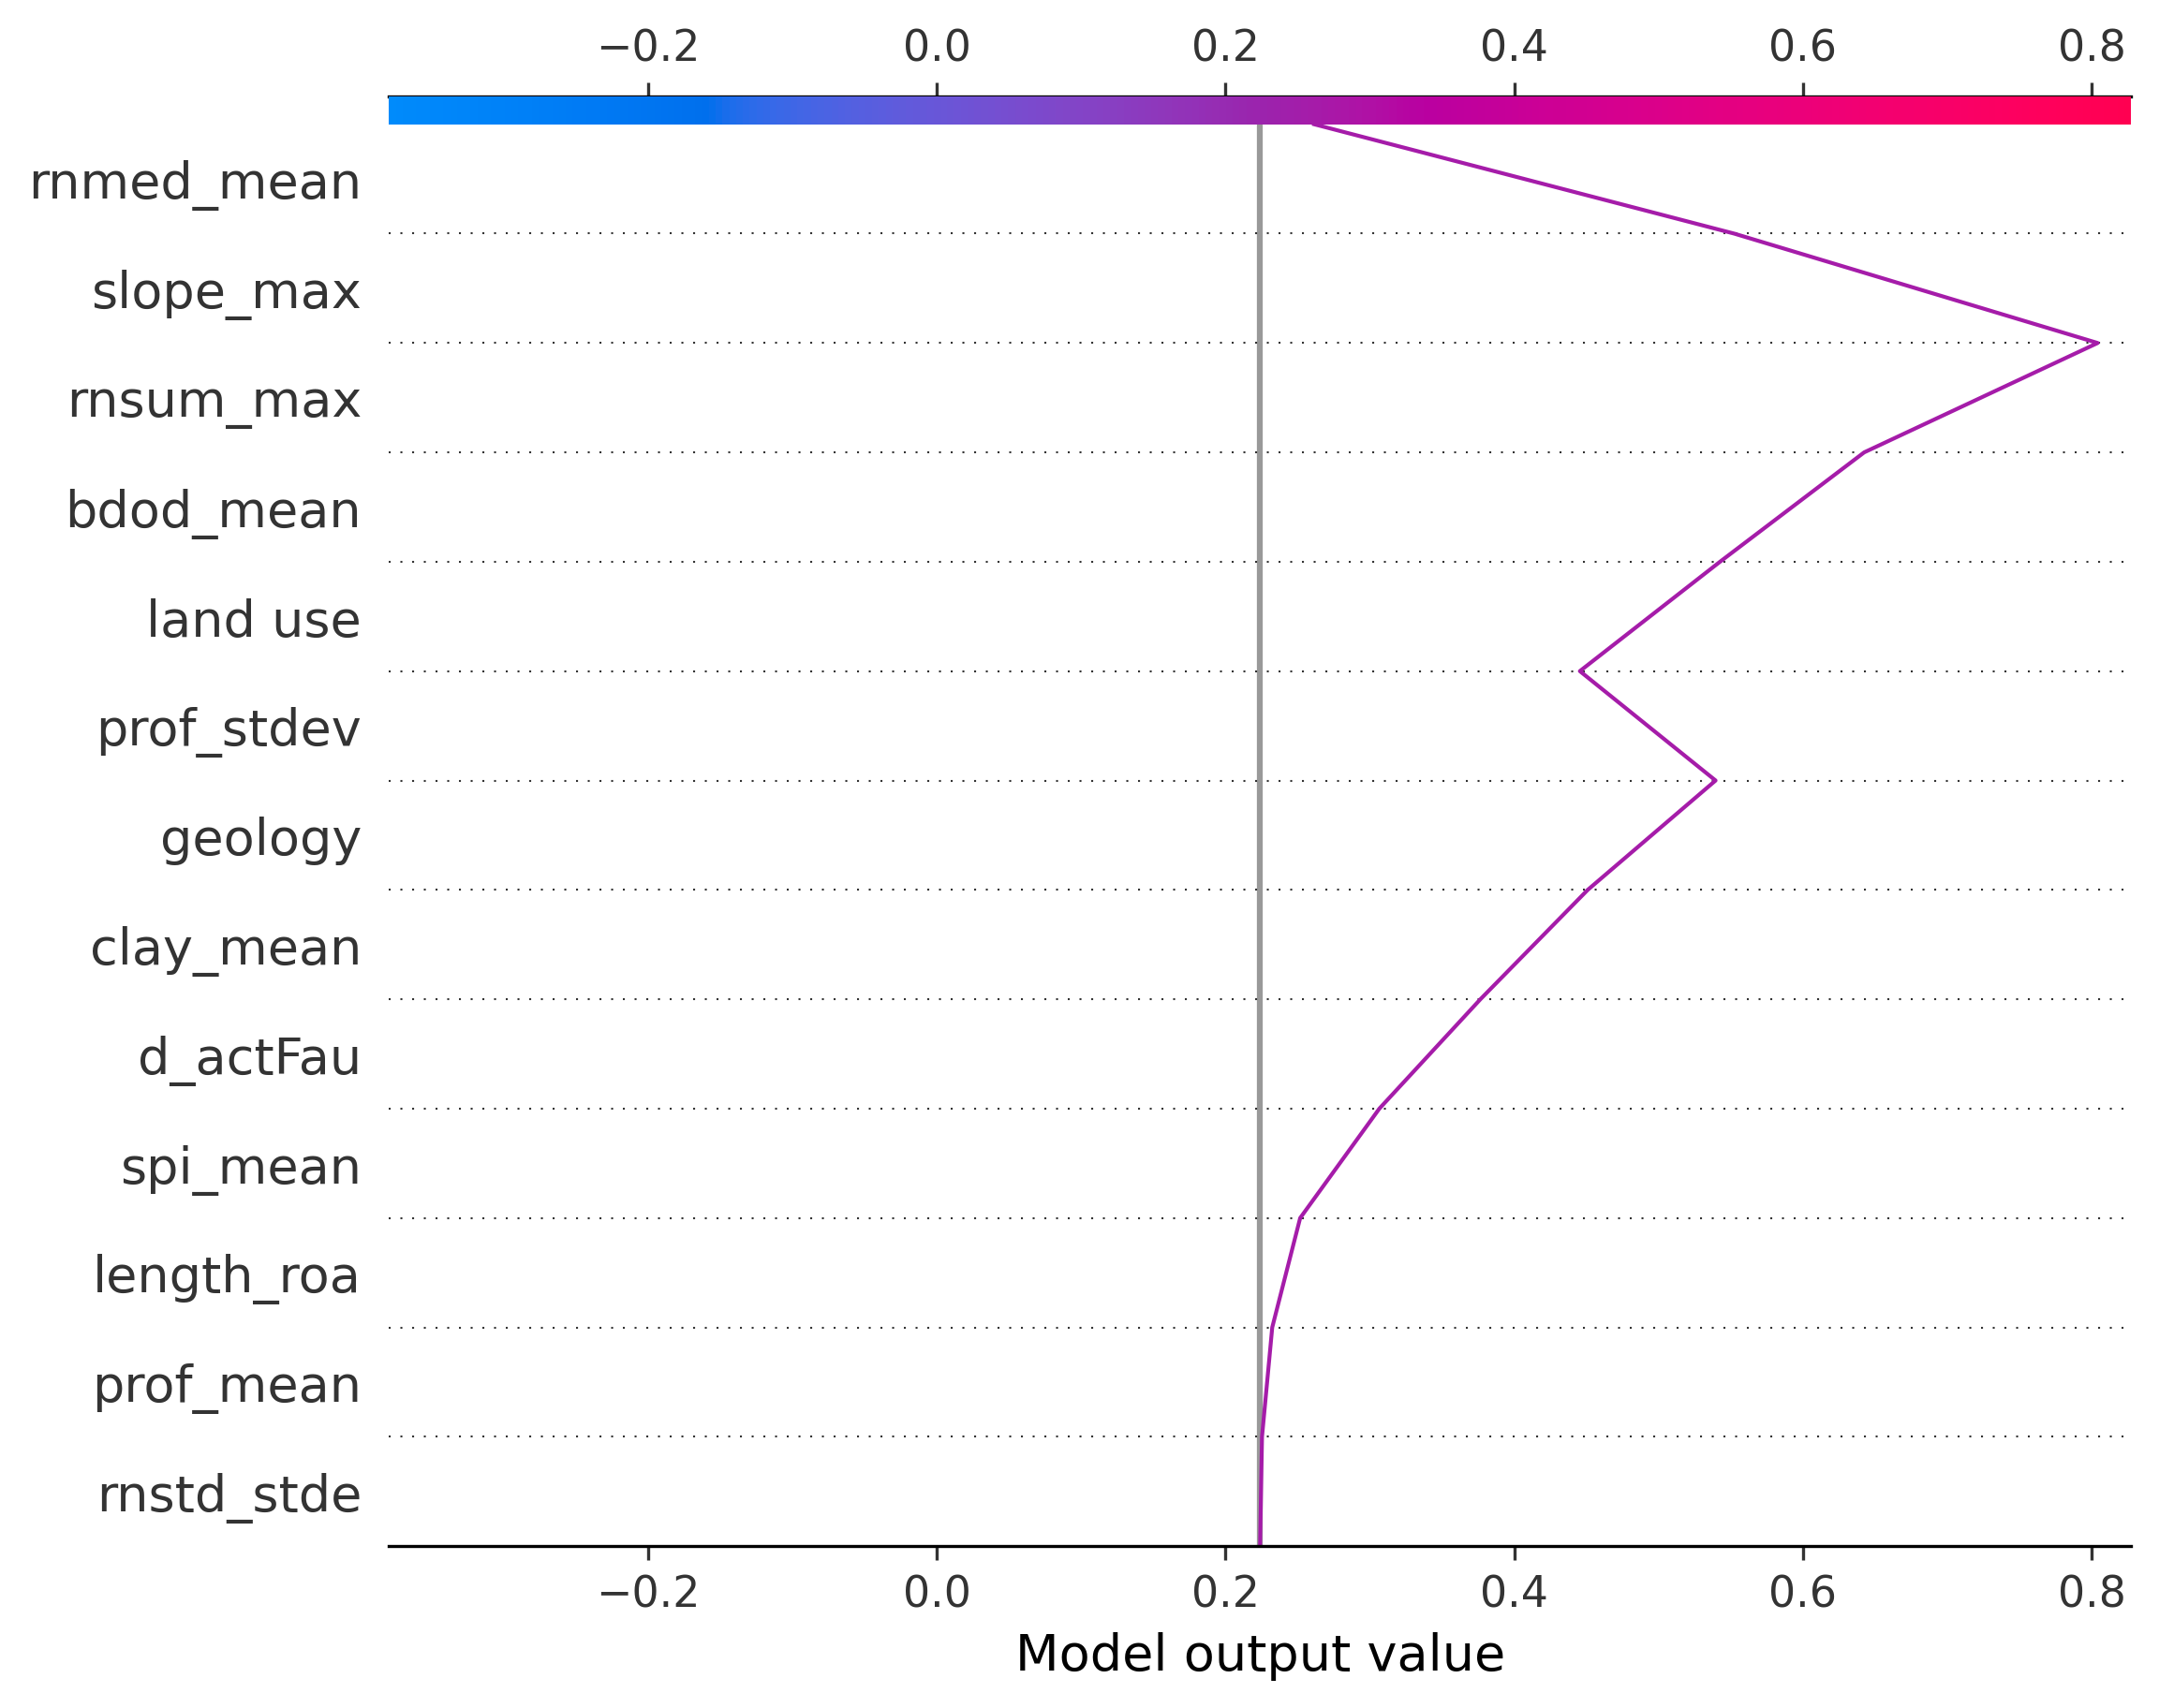 −0.2 0.0 0.2 0.4 0.6 0.8
rnmed_mean
slope_max
rnsum_max
bdod_mean
land use
prof_stdev
geology
clay_mean
d_actFau
spi_mean
length_roa
prof_mean
rnstd_stde
−0.2 0.0 0.2 0.4 0.6 0.8
Model output value